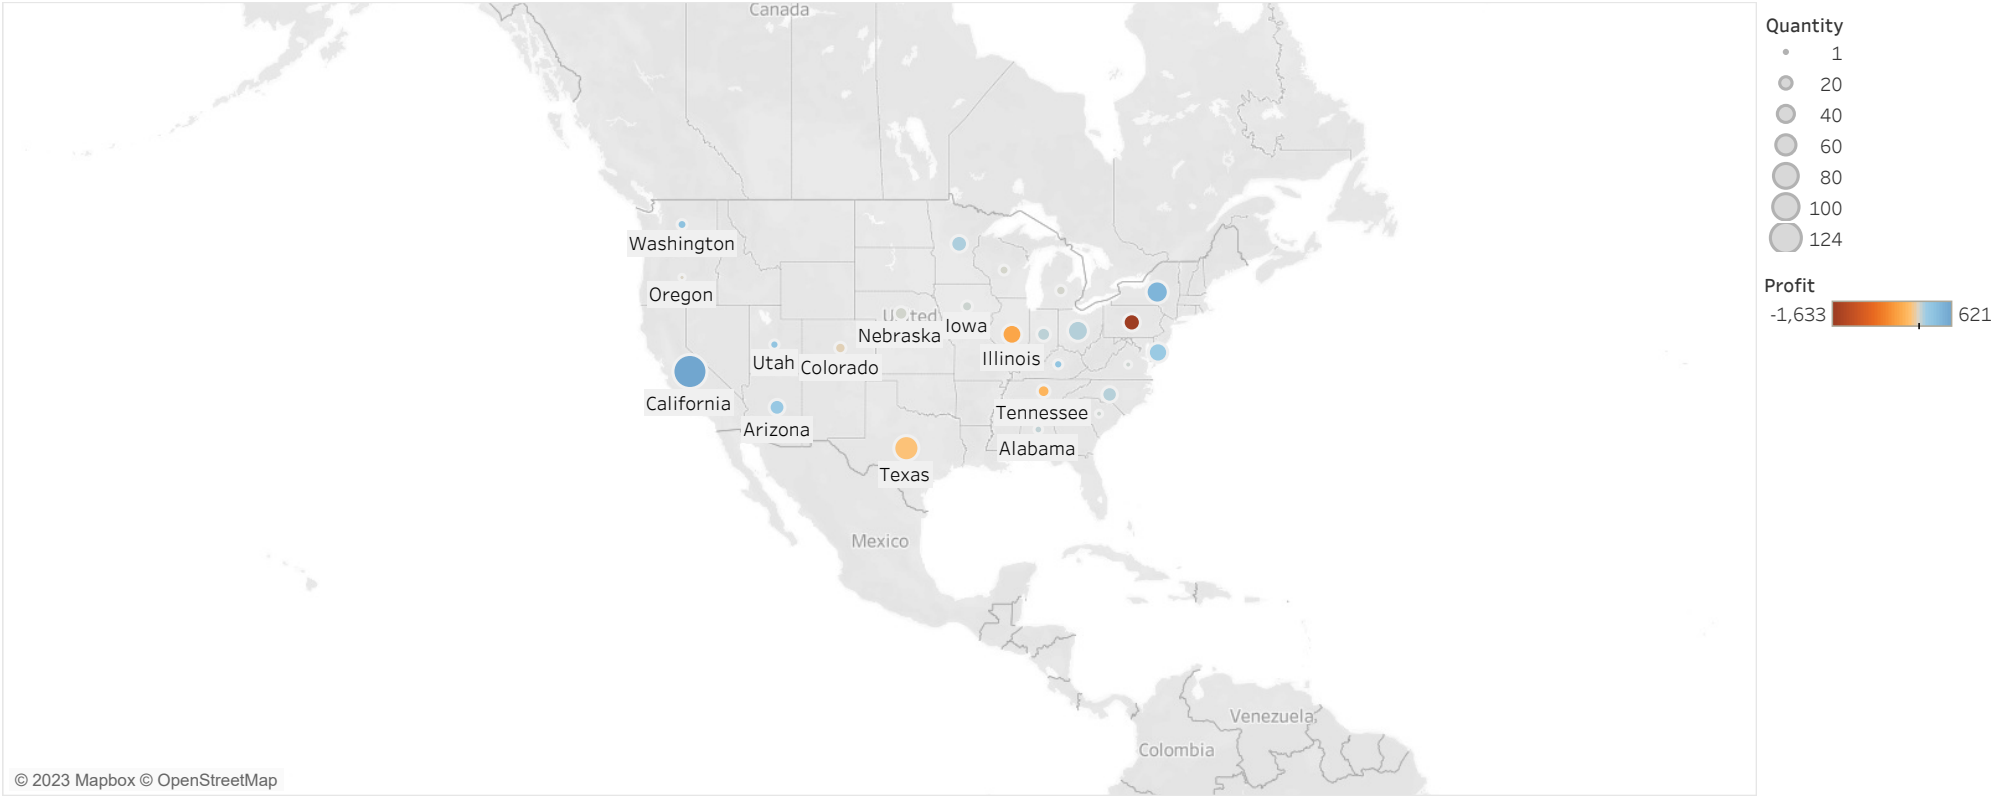 Canada
Washington
Oregon
United
Nebraska
Iowa
Illinois
Utah
Colorado
California
Arizona
Tennessee
Alabama
Texas
Mexico
Venezuela
Colombia
© 2023 Mapbox © OpenStreetMap
Quantity
1
20
40
60
80
100
124
Profit
-1,633 621